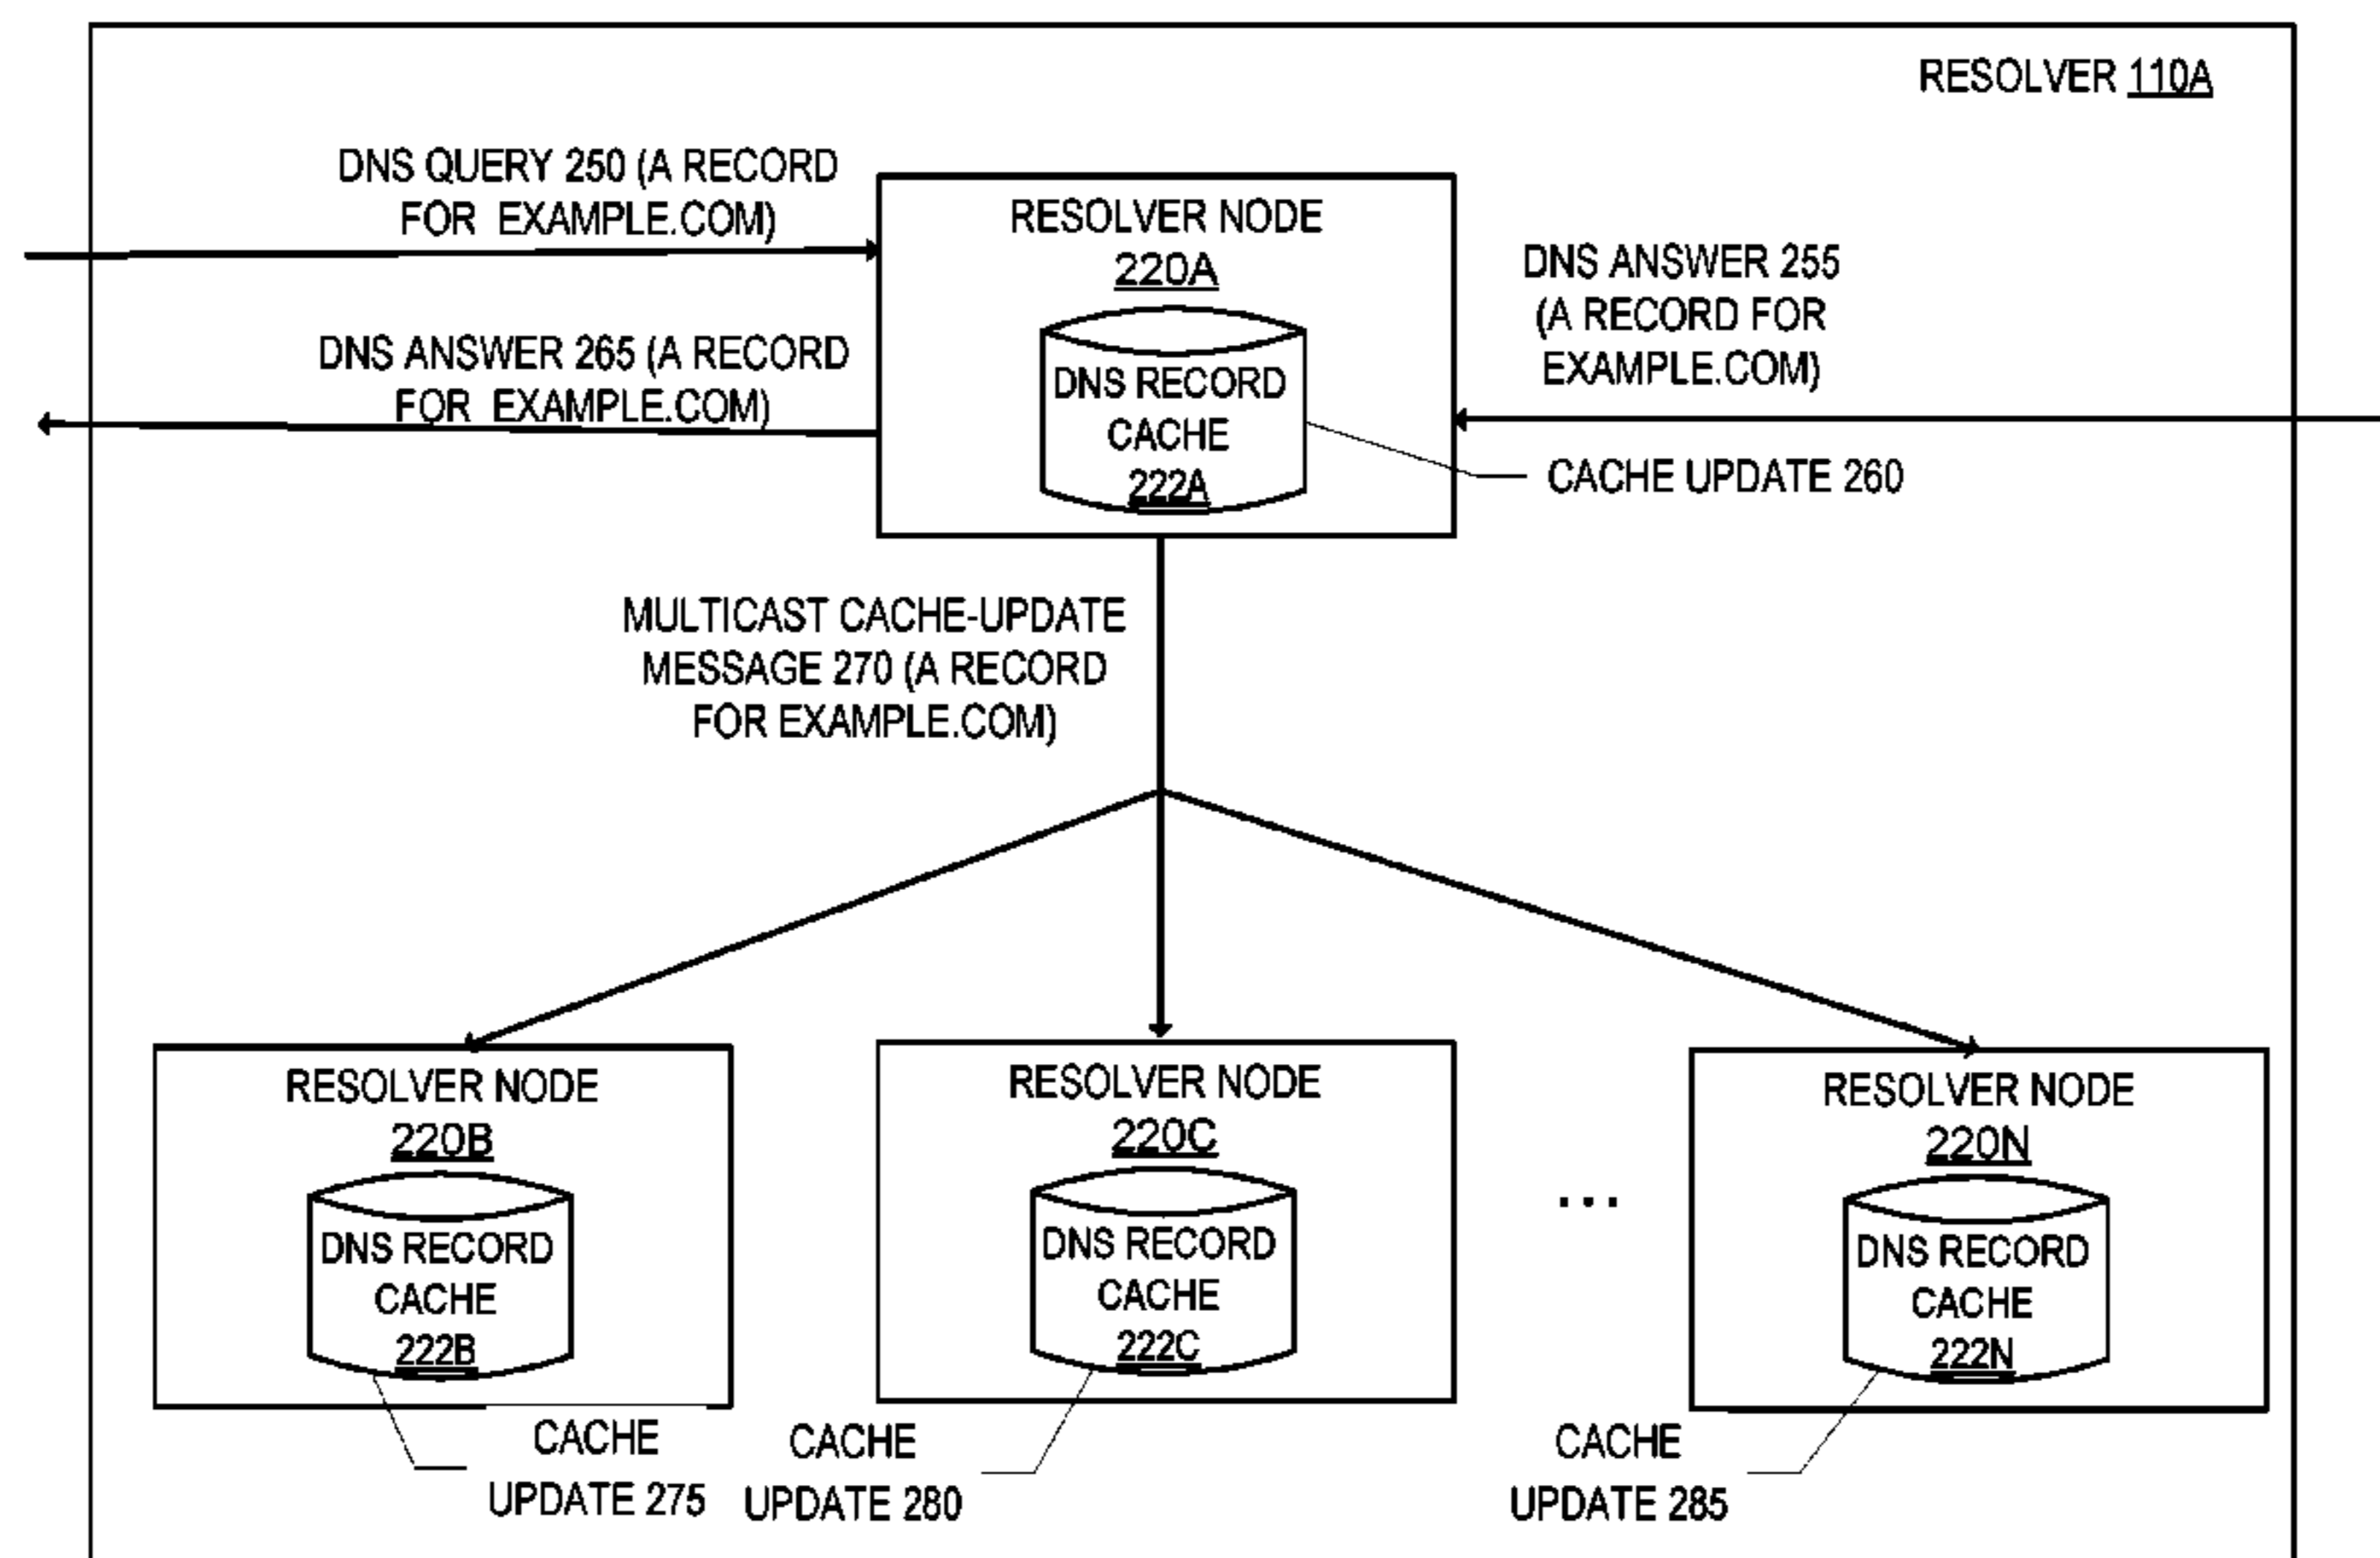 RESOLVER 110A
DNS QUERY 250 (A RECORD
FOR EXAMPLE.COM)
RESOLVER NODE
220A
DNS RECORD
CACHE
222A
DNS ANSWER 255
(A RECORD FOR
EXAMPLE.COM)
DNS ANSWER 265 (A RECORD
FOR EXAMPLE.COM)
CACHE UPDATE 260
MULTICAST CACHE-UPDATE
MESSAGE 270 (A RECORD
FOR EXAMPLE.COM)
RESOLVER NODE
220B
DNS RECORD
CACHE
222B
CACHE
UPDATE 275
RESOLVER NODE
220C
DNS RECORD
CACHE
222C
CACHE
UPDATE 280
...
RESOLVER NODE
220N
DNS RECORD
CACHE
222N
CACHE
UPDATE 285